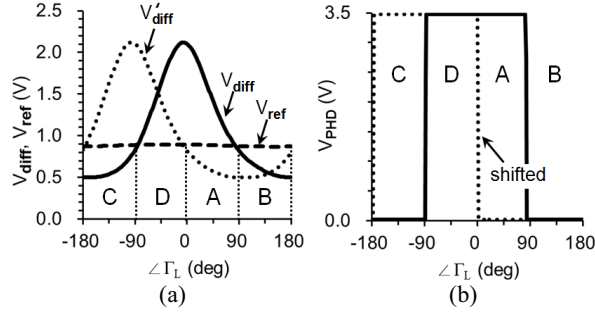 V′diff
Vdiff
Vref
Vdiff, Vref (V)
2.5
2.0
1.5
1.0
0.5
0.0
C D A B
-180 -90 0 90 180
∠ΓL (deg)
(a)
VPHD (V)
3.5
0.0
C D A B
shifted
-180 -90 0 90 180
∠ΓL (deg)
(b)